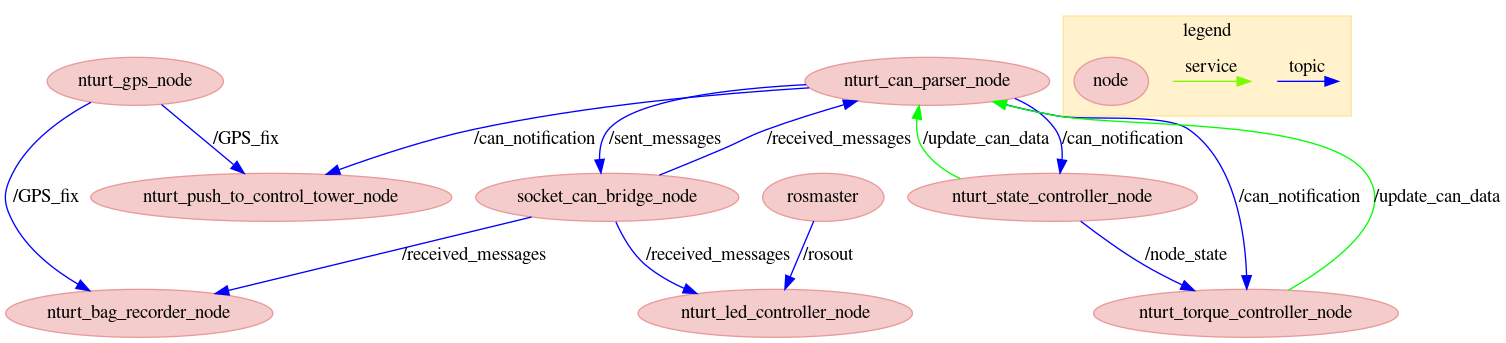 legend
nturt_gps_node
nturt_can_parser_node
node
service
topic
/GPS_fix
/can_notification
/sent_messages
/received_messages
/update_can_data
/can_notification
/GPS_fix
nturt_push_to_control_tower_node
socket_can_bridge_node
rosmaster
nturt_state_controller_node
/can_notification
/update_can_data
/received_messages
/received_messages
/rosout
/node_state
nturt_bag_recorder_node
nturt_led_controller_node
nturt_torque_controller_node